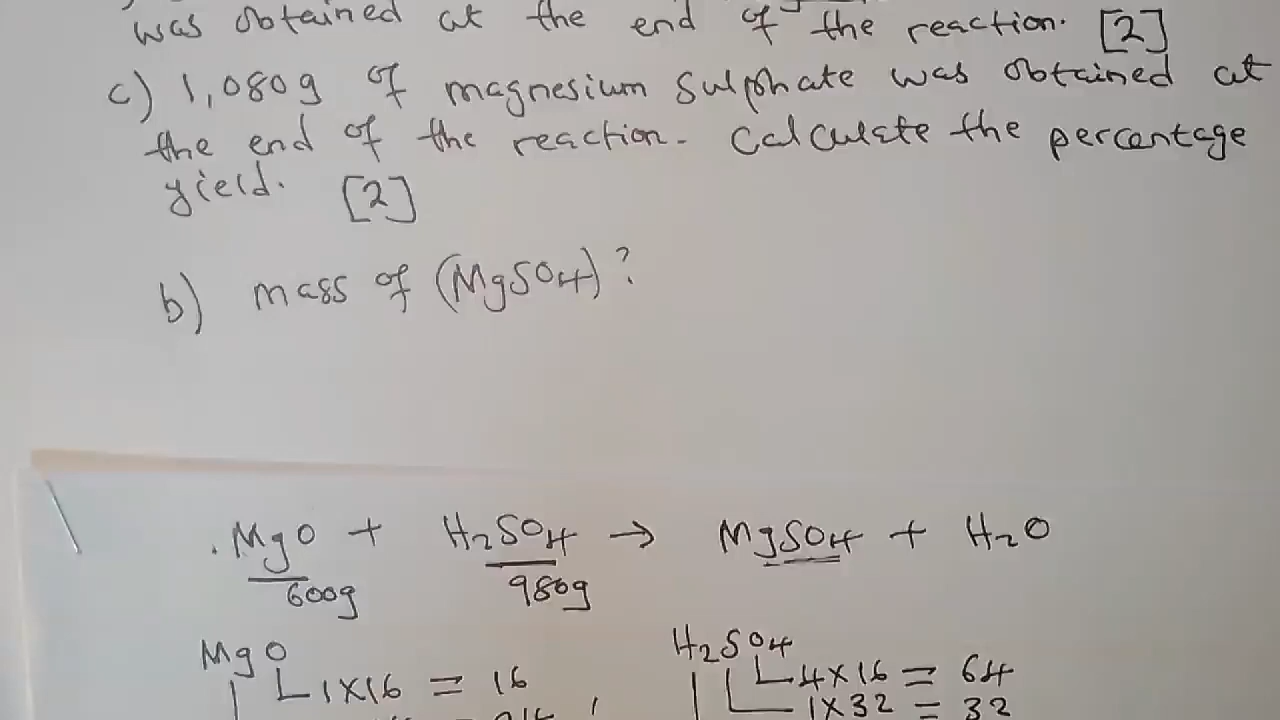 was obtained at the end of the reaction. [2]
c) 1,080g of magnesium sulphate was obtained at
the end of the reaction. Calculate the percentage
yield. [2]
b) mass of (MgSO4)?
MgO + H2SO4 → MgSO4 + H2O
600g 980g
MgO H2SO4
1x16 = 16 4x16 = 64
1x32 = 32